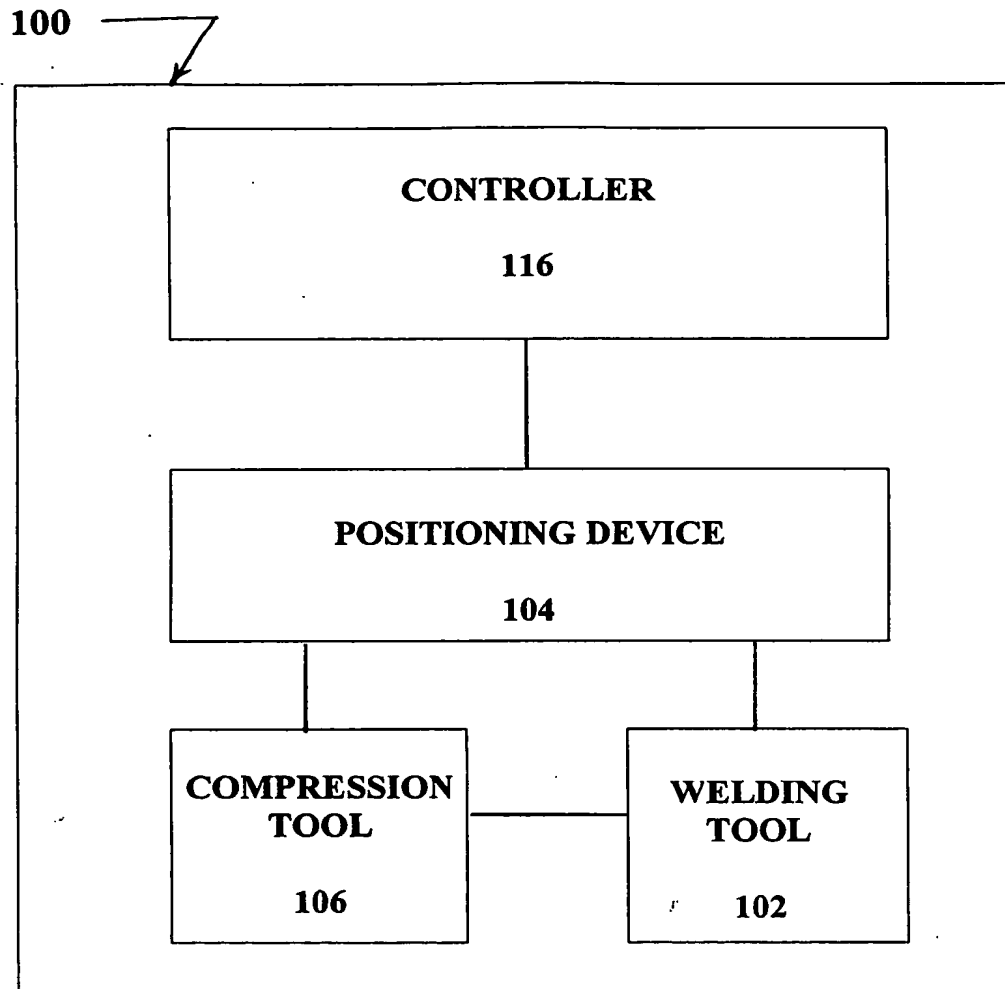 100
CONTROLLER
116
POSITIONING DEVICE
104
COMPRESSION
TOOL
106
WELDING
TOOL
102